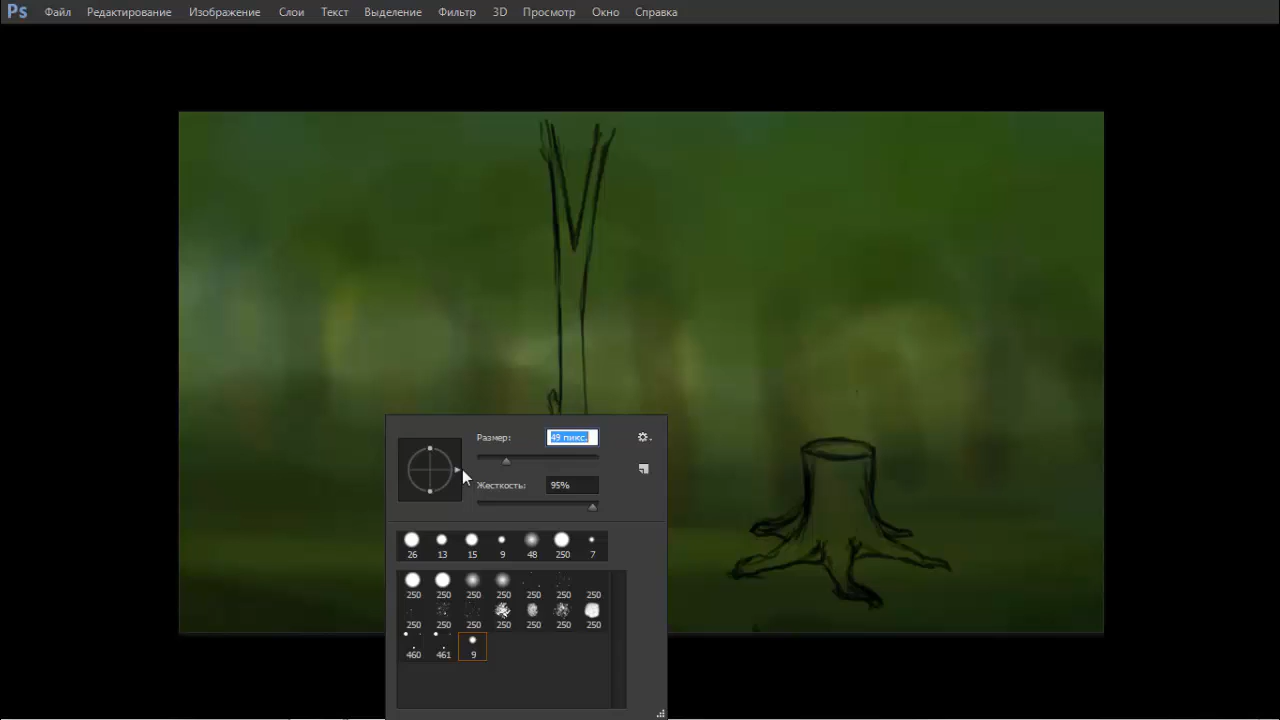 Ps Файл Редактирование Изображение Слои Текст Выделение Фильтр 3D Просмотр Окно Справка
Размер: 49 пикс.
Жесткость: 95%
26 13 15 9 48 250 7
250 250 250 250 250 250 250
250 250 250 250 250 250 250
460 461 9